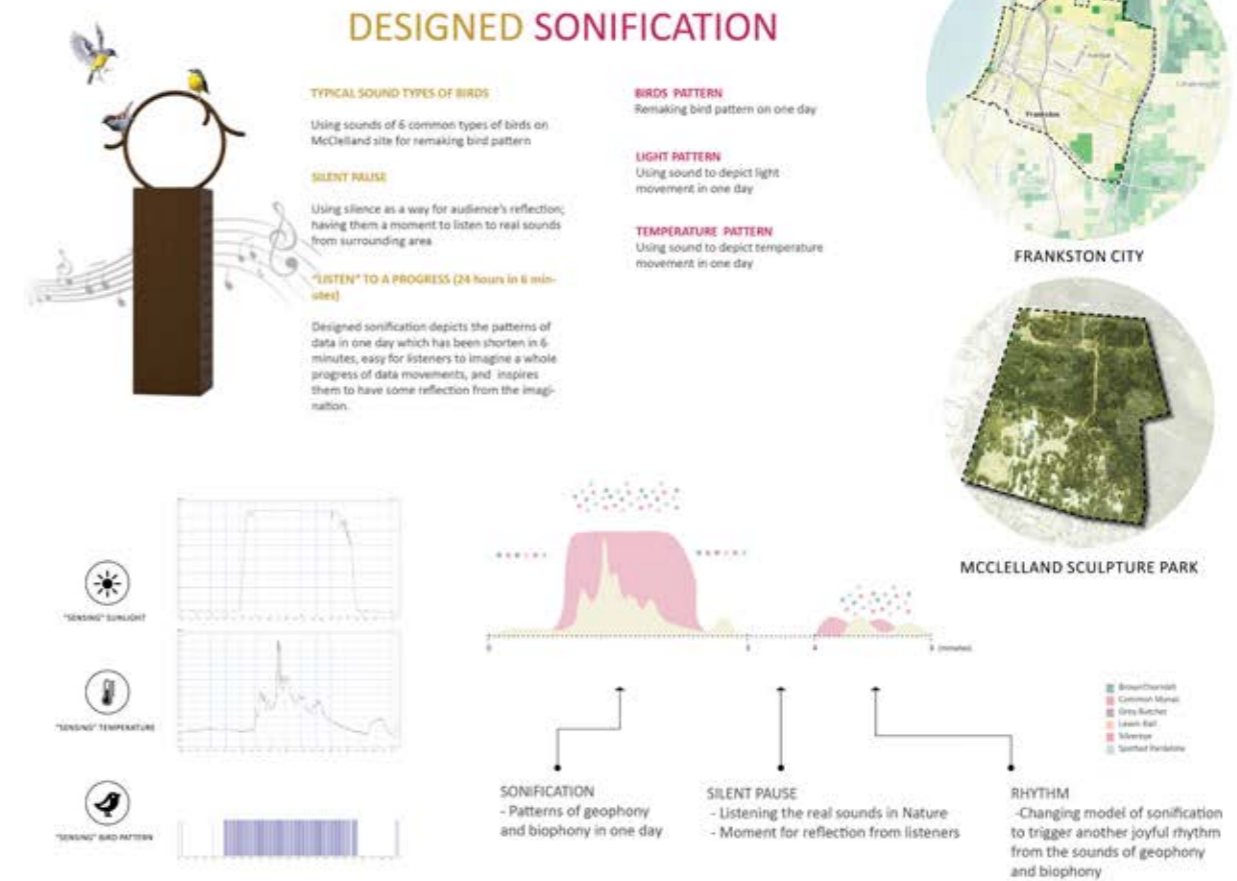 DESIGNED SONIFICATION
TYPICAL SOUND TYPES OF BIRDS
Using sounds of 6 common types of birds on
McClelland site for remaking bird pattern
SILENT PAUSE
Using silence as a way for audience's reflection;
having them a moment to listen to real sounds
from surrounding area
"LISTEN" TO A PROGRESS (24 hours in 6 min-
utes)
Designed sonification depicts the patterns of
data in one day which has been shorten in 6
minutes, easy for listeners to imagine a whole
progress of data movements, and inspires
them to have some reflection from the imagi-
nation.
BIRDS PATTERN
Remaking bird pattern on one day
LIGHT PATTERN
Using sound to depict light
movement in one day
TEMPERATURE PATTERN
Using sound to depict temperature
movement in one day
Frankston
FRANKSTON CITY
MCCLELLAND SCULPTURE PARK
"SENSING" SUNLIGHT
"SENSING" TEMPERATURE
"SENSING" BIRD PATTERN
0
4
(minutes)
Common Mynas
Grey Butcher
Silvereye
Spotted Pardalote
SONIFICATION
- Patterns of geophony
and biophony in one day
SILENT PAUSE
- Listening the real sounds in Nature
- Moment for reflection from listeners
RHYTHM
-Changing model of sonification
to trigger another joyful rhythm
from the sounds of geophony
and biophony